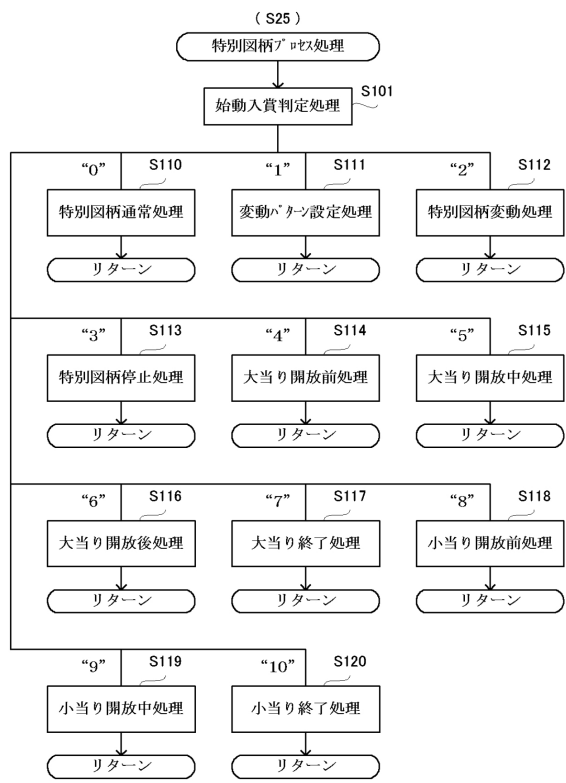 ( S25 )
特別図柄ﾌﾟﾛｾｽ処理
S101
始動入賞判定処理
“0” S110 “1” S111 “2” S112
特別図柄通常処理 変動ﾊﾟﾀｰﾝ設定処理 特別図柄変動処理
リターン リターン リターン
“3” S113 “4” S114 “5” S115
特別図柄停止処理 大当り開放前処理 大当り開放中処理
リターン リターン リターン
“6” S116 “7” S117 “8” S118
大当り開放後処理 大当り終了処理 小当り開放前処理
リターン リターン リターン
“9” S119 “10” S120
小当り開放中処理 小当り終了処理
リターン リターン